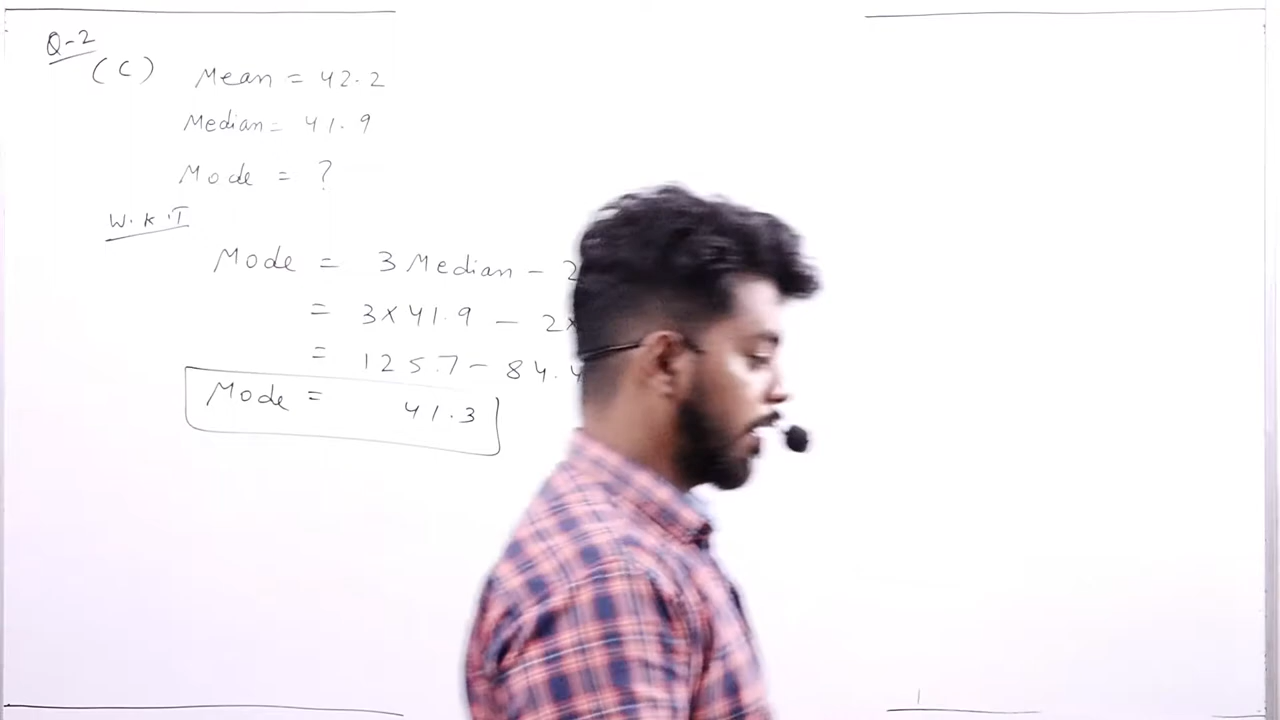 Q-2
(C) Mean = 42.2
Median = 41.9
Mode = ?
W.K.T
Mode = 3 Median - 2
= 3×41.9 - 2×
= 125.7 - 84.4
Mode = 41.3